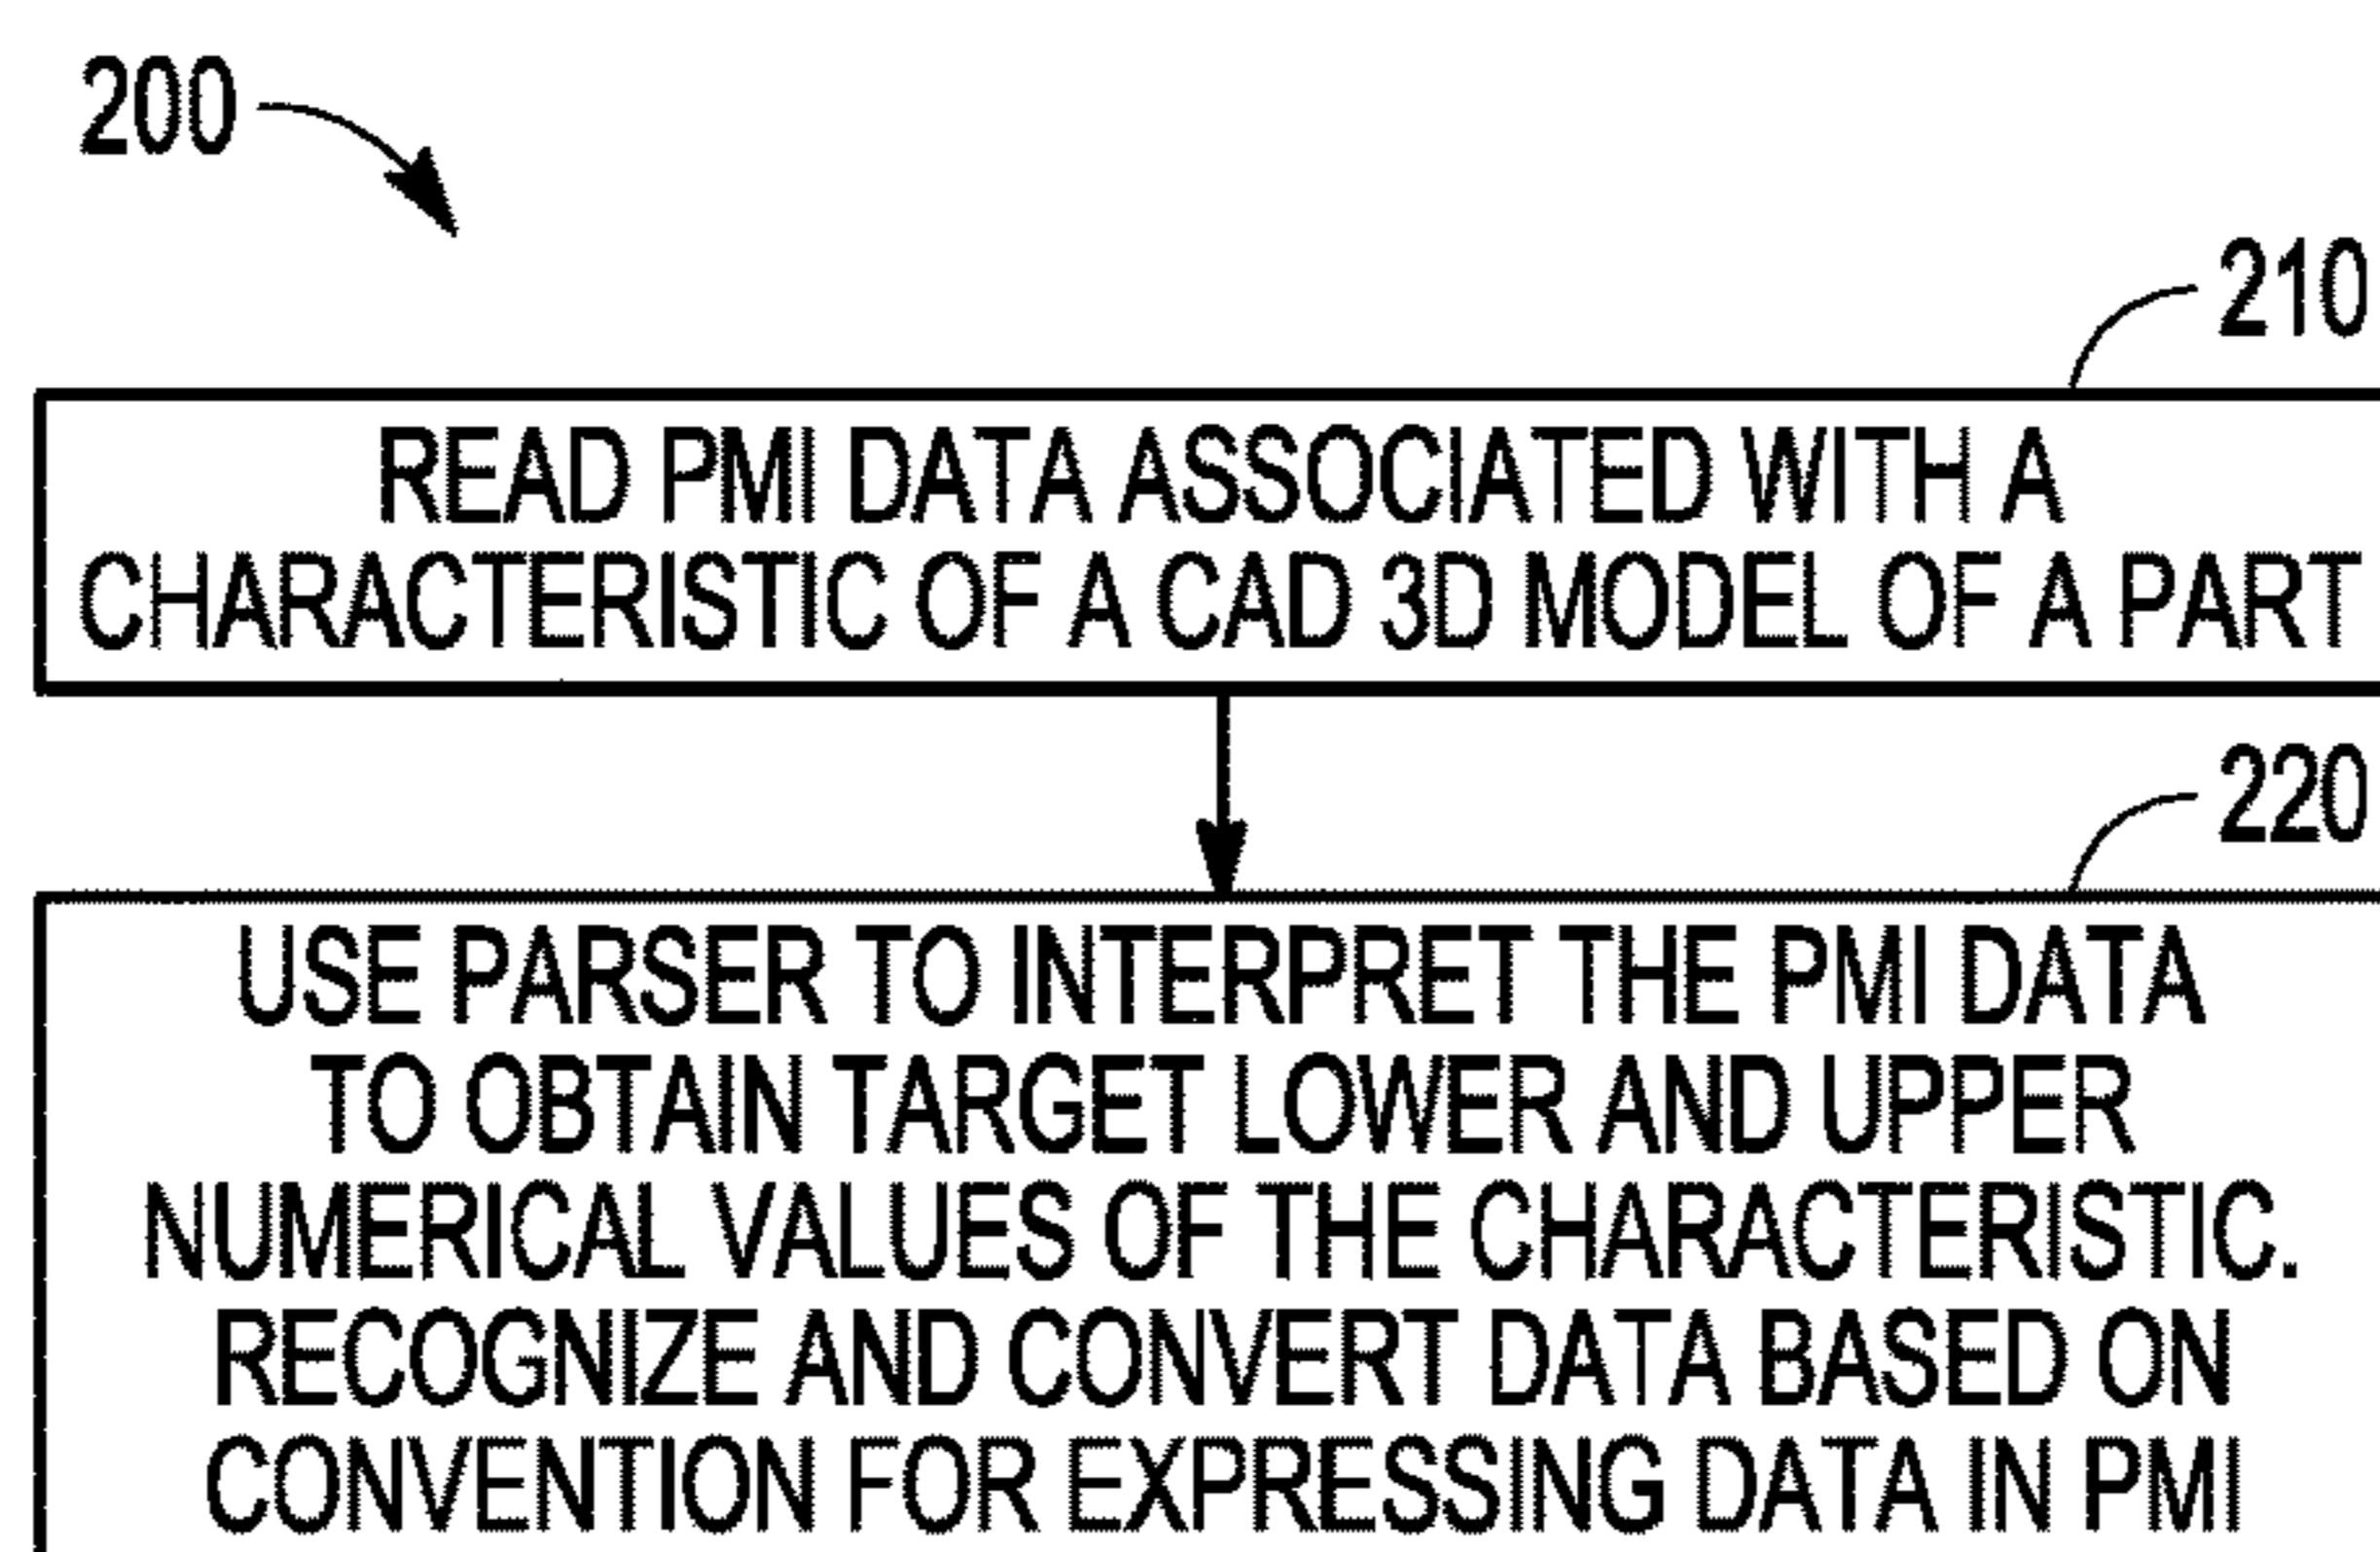 200
210
READ PMI DATA ASSOCIATED WITH A
CHARACTERISTIC OF A CAD 3D MODEL OF A PART
220
USE PARSER TO INTERPRET THE PMI DATA
TO OBTAIN TARGET LOWER AND UPPER
NUMERICAL VALUES OF THE CHARACTERISTIC.
RECOGNIZE AND CONVERT DATA BASED ON
CONVENTION FOR EXPRESSING DATA IN PMI